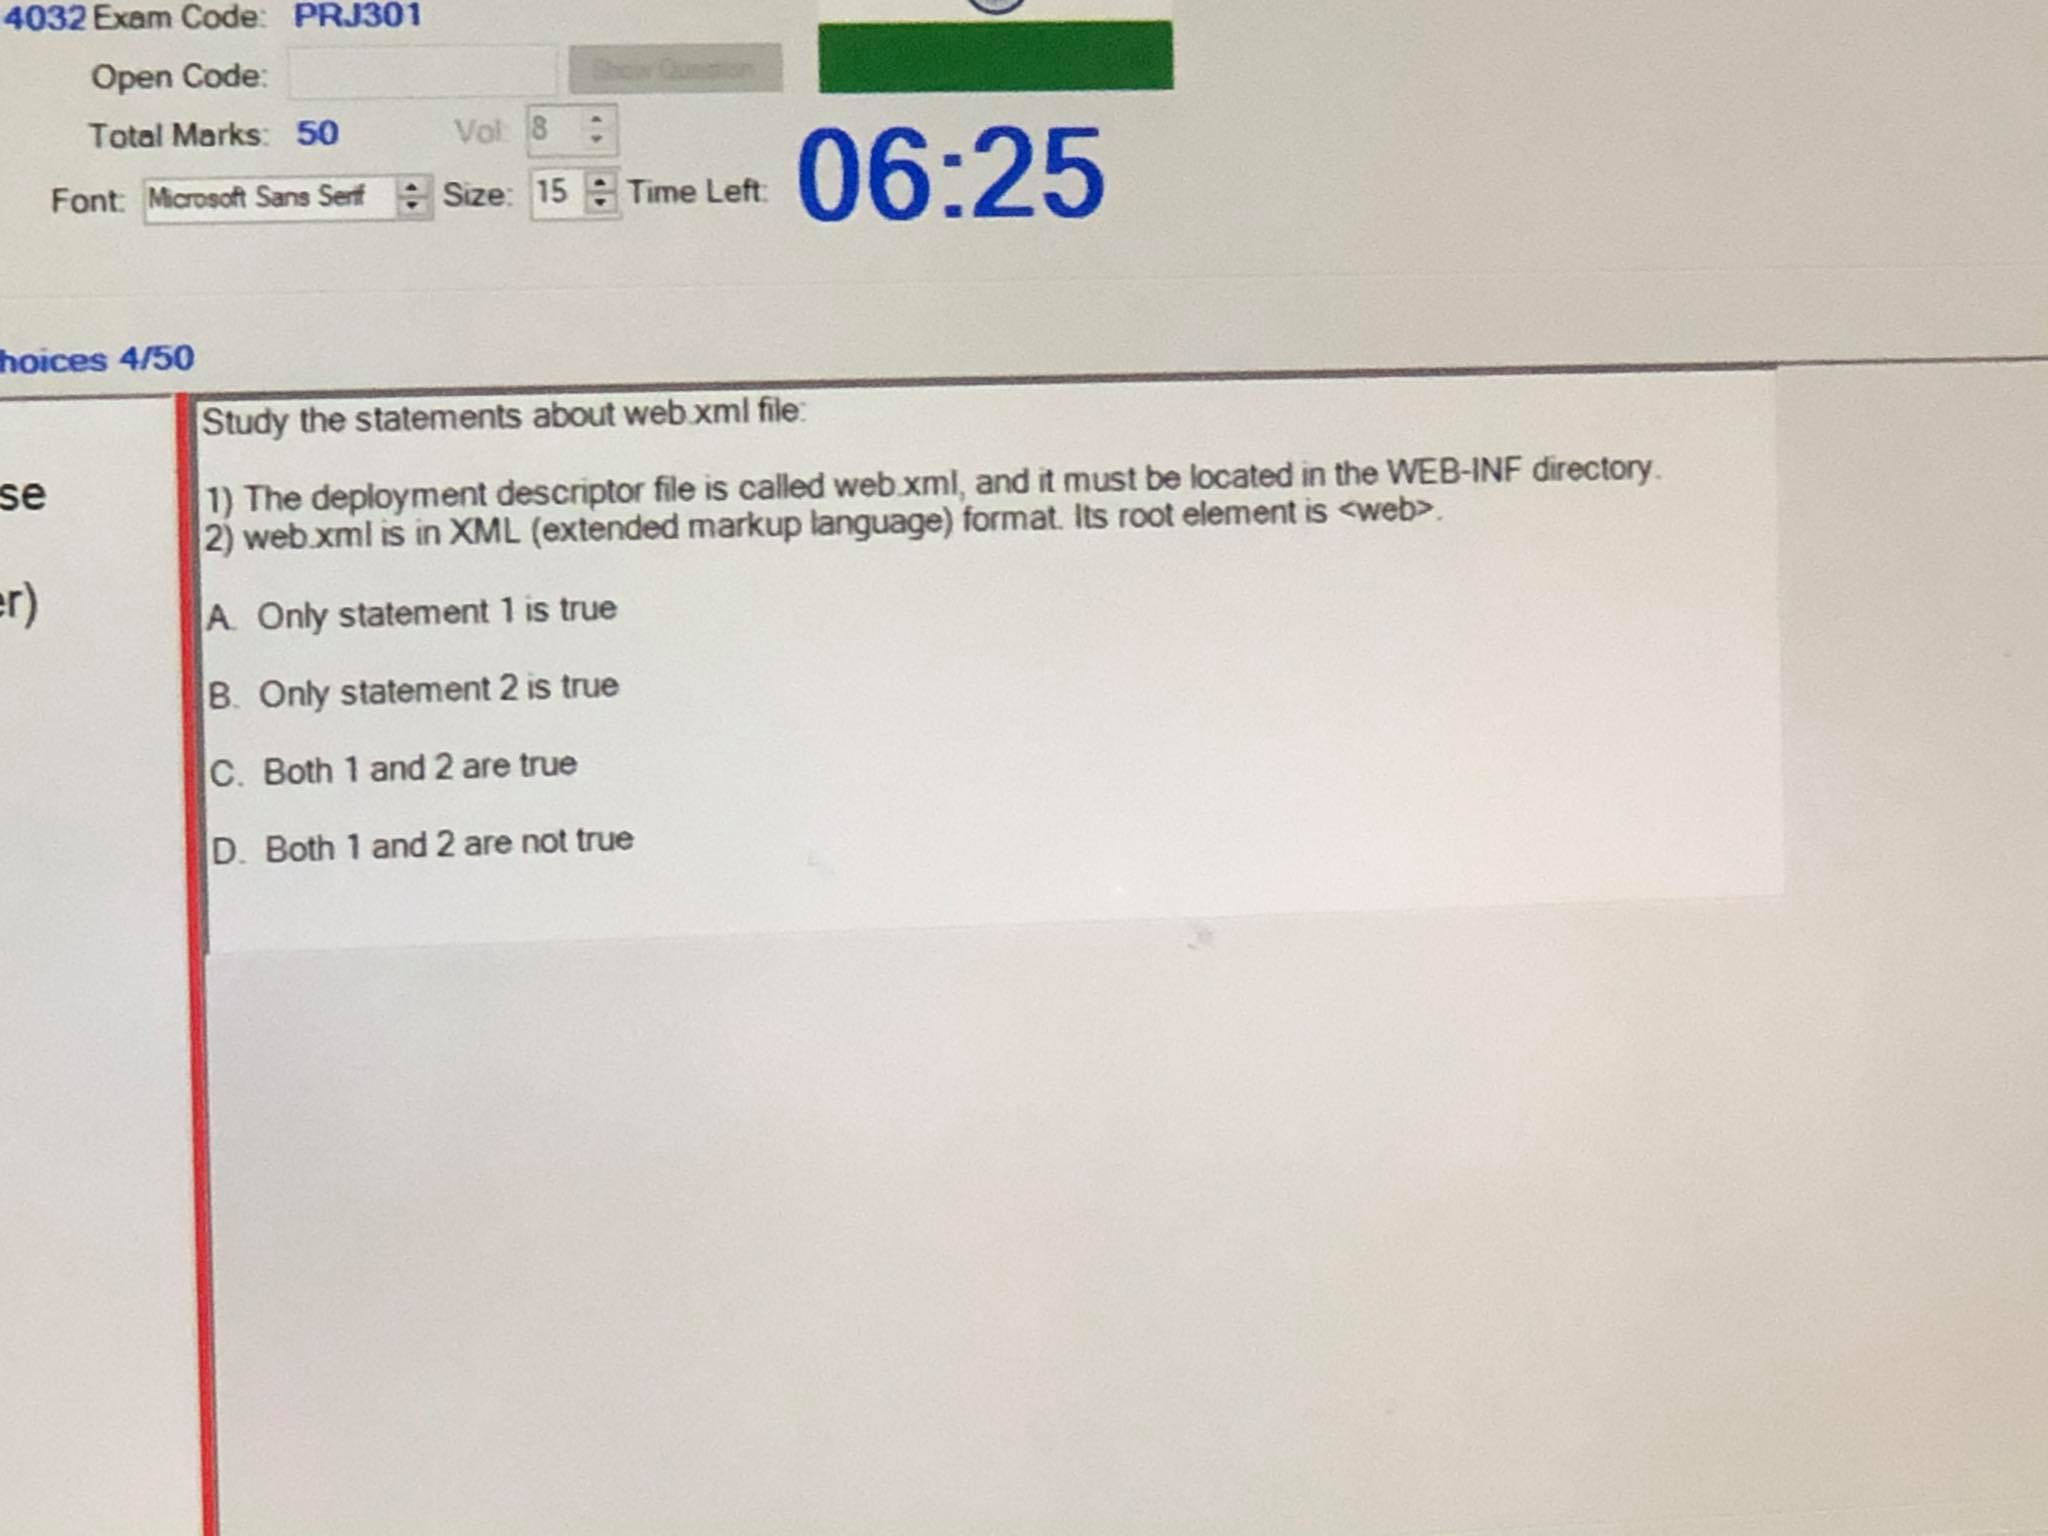 4032 Exam Code: PRJ301
Open Code:
Show Question
Total Marks: 50 Vol: 8
Font: Microsoft Sans Serif Size: 15 Time Left: 06:25
hoices 4/50
se
er)
Study the statements about web.xml file:
1) The deployment descriptor file is called web.xml, and it must be located in the WEB-INF directory.
2) web.xml is in XML (extended markup language) format. Its root element is <web>.
A. Only statement 1 is true
B. Only statement 2 is true
C. Both 1 and 2 are true
D. Both 1 and 2 are not true